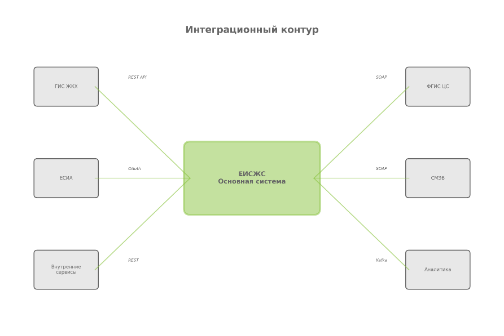 Интеграционный контур
REST API
SOAP
ГИС ЖКХ
ФГИС ЦС
ЕИСЖС
Основная система
OAuth
SOAP
ЕСИА
СМЭВ
REST
Kafka
Внутренние
сервисы
Аналитика